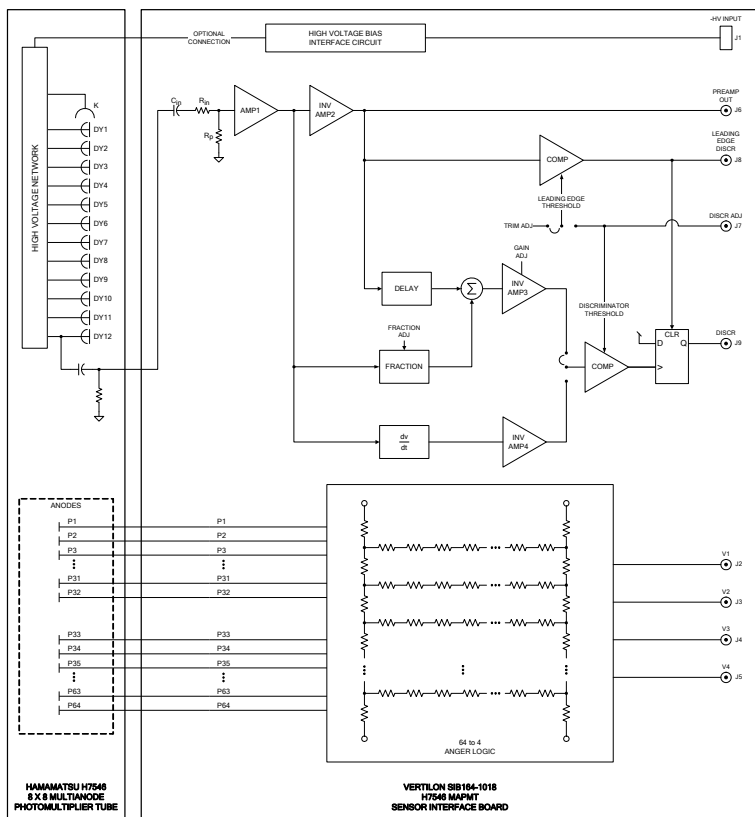 -HV INPUT
J1
OPTIONAL
CONNECTION
HIGH VOLTAGE BIAS
INTERFACE CIRCUIT
HIGH VOLTAGE NETWORK
K
DY1
DY2
DY3
DY4
DY5
DY6
DY7
DY8
DY9
DY10
DY11
DY12
Cip
Rin
Rp
AMP1
INV
AMP2
PREAMP
OUT
J6
LEADING
EDGE
DISCR
J8
COMP
LEADING EDGE
THRESHOLD
TRIM ADJ
DISCR ADJ
J7
GAIN
ADJ
DELAY
Σ
INV
AMP3
DISCRIMINATOR
THRESHOLD
FRACTION
ADJ
FRACTION
COMP
CLR
D
Q
>
DISCR
J9
dv
dt
INV
AMP4
ANODES
P1
P1
P2
P2
P3
P3
P31
P31
P32
P32
P33
P33
P34
P34
P35
P35
P63
P63
P64
P64
V1
J2
V2
J3
V3
J4
V4
J5
64 to 4
ANGER LOGIC
HAMAMATSU H7546
8 X 8 MULTIANODE
PHOTOMULTIPLIER TUBE
VERTILON SIB164-1018
H7546 MAPMT
SENSOR INTERFACE BOARD